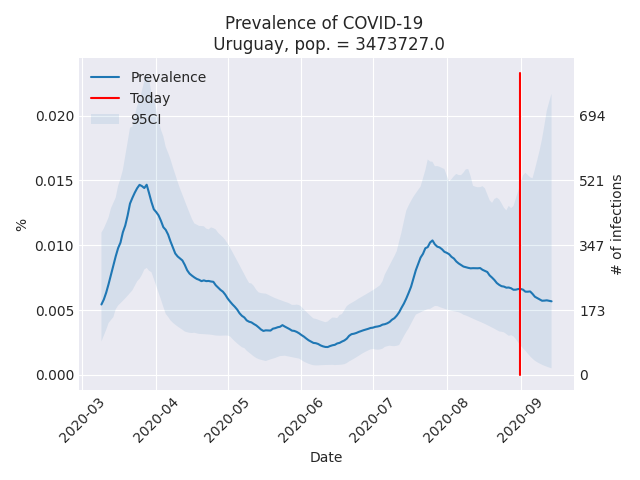 Prevalence of COVID-19
Uruguay, pop. = 3473727.0
Prevalence
Today
95CI
0.020
0.015
0.010
0.005
0.000
%
694
521
347
173
0
# of infections
2020-03
2020-04
2020-05
2020-06
2020-07
2020-08
2020-09
Date